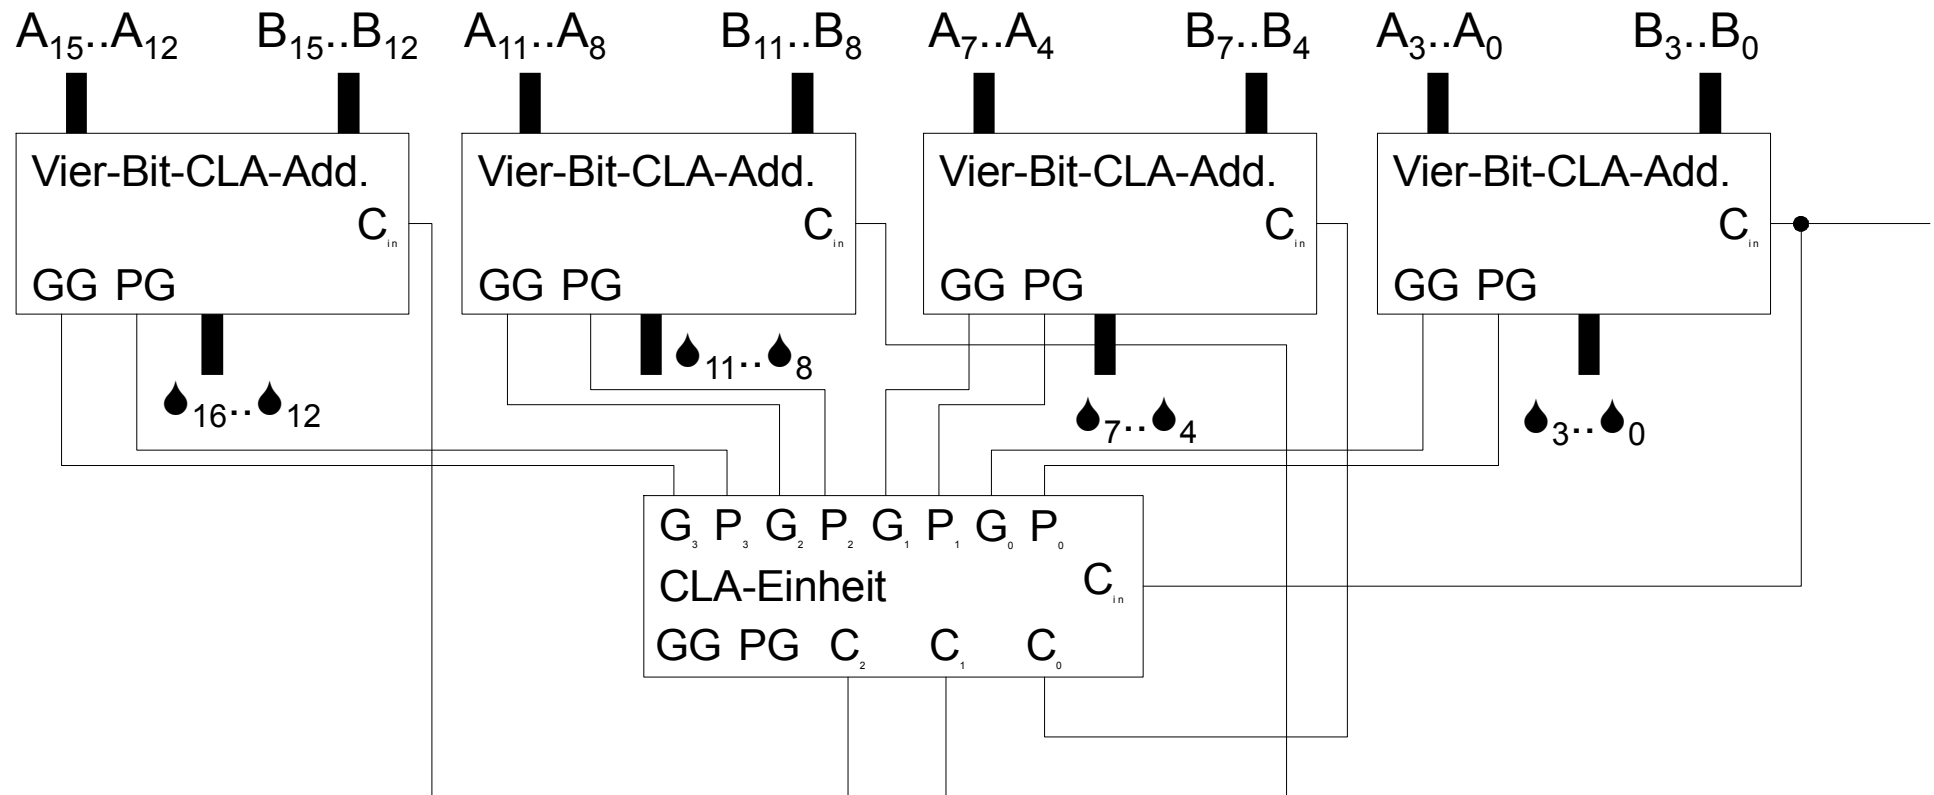 A₁₅..A₁₂ B₁₅..B₁₂ A₁₁..A₈ B₁₁..B₈ A₇..A₄ B₇..B₄ A₃..A₀ B₃..B₀
Vier-Bit-CLA-Add. Vier-Bit-CLA-Add. Vier-Bit-CLA-Add. Vier-Bit-CLA-Add.
Cᵢₙ Cᵢₙ Cᵢₙ Cᵢₙ
GG PG GG PG GG PG GG PG
🌢₁₁..🌢₈
🌢₁₆..🌢₁₂ 🌢₇..🌢₄ 🌢₃..🌢₀
G₃ P₃ G₂ P₂ G₁ P₁ G₀ P₀
CLA-Einheit Cᵢₙ
GG PG C₂ C₁ C₀